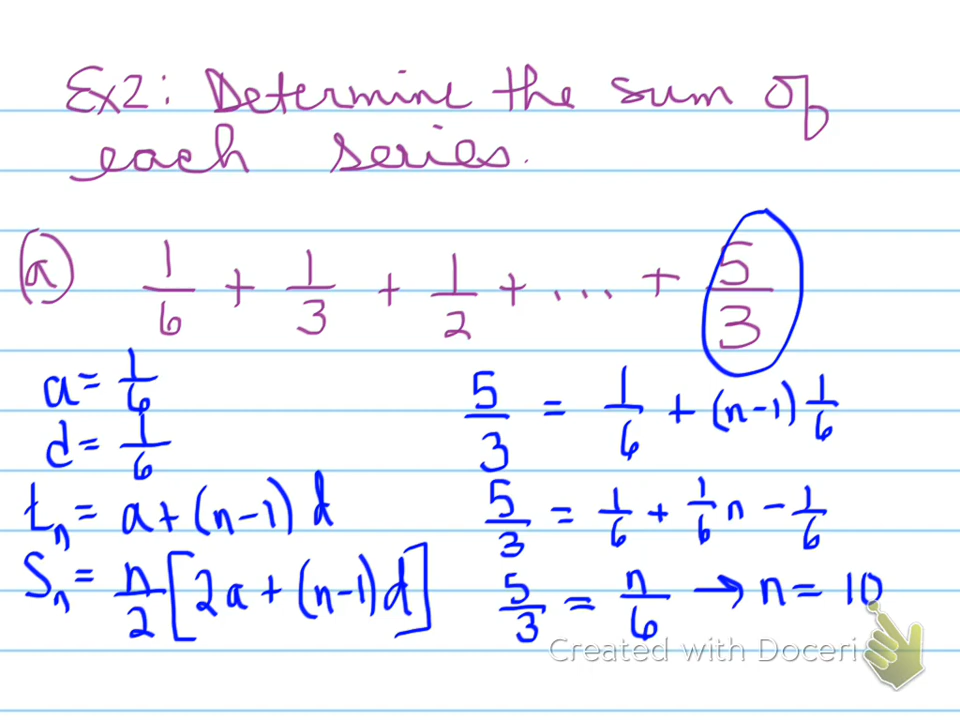 Ex2: Determine the sum of
each series.
(a) 1/6 + 1/3 + 1/2 + ... + 5/3
a = 1/6
d = 1/6
tₙ = a + (n-1) d
Sₙ = n/2 [2a + (n-1)d]
5/3 = 1/6 + (n-1) 1/6
5/3 = 1/6 + 1/6 n - 1/6
5/3 = n/6 → n = 10
Created with Doceri